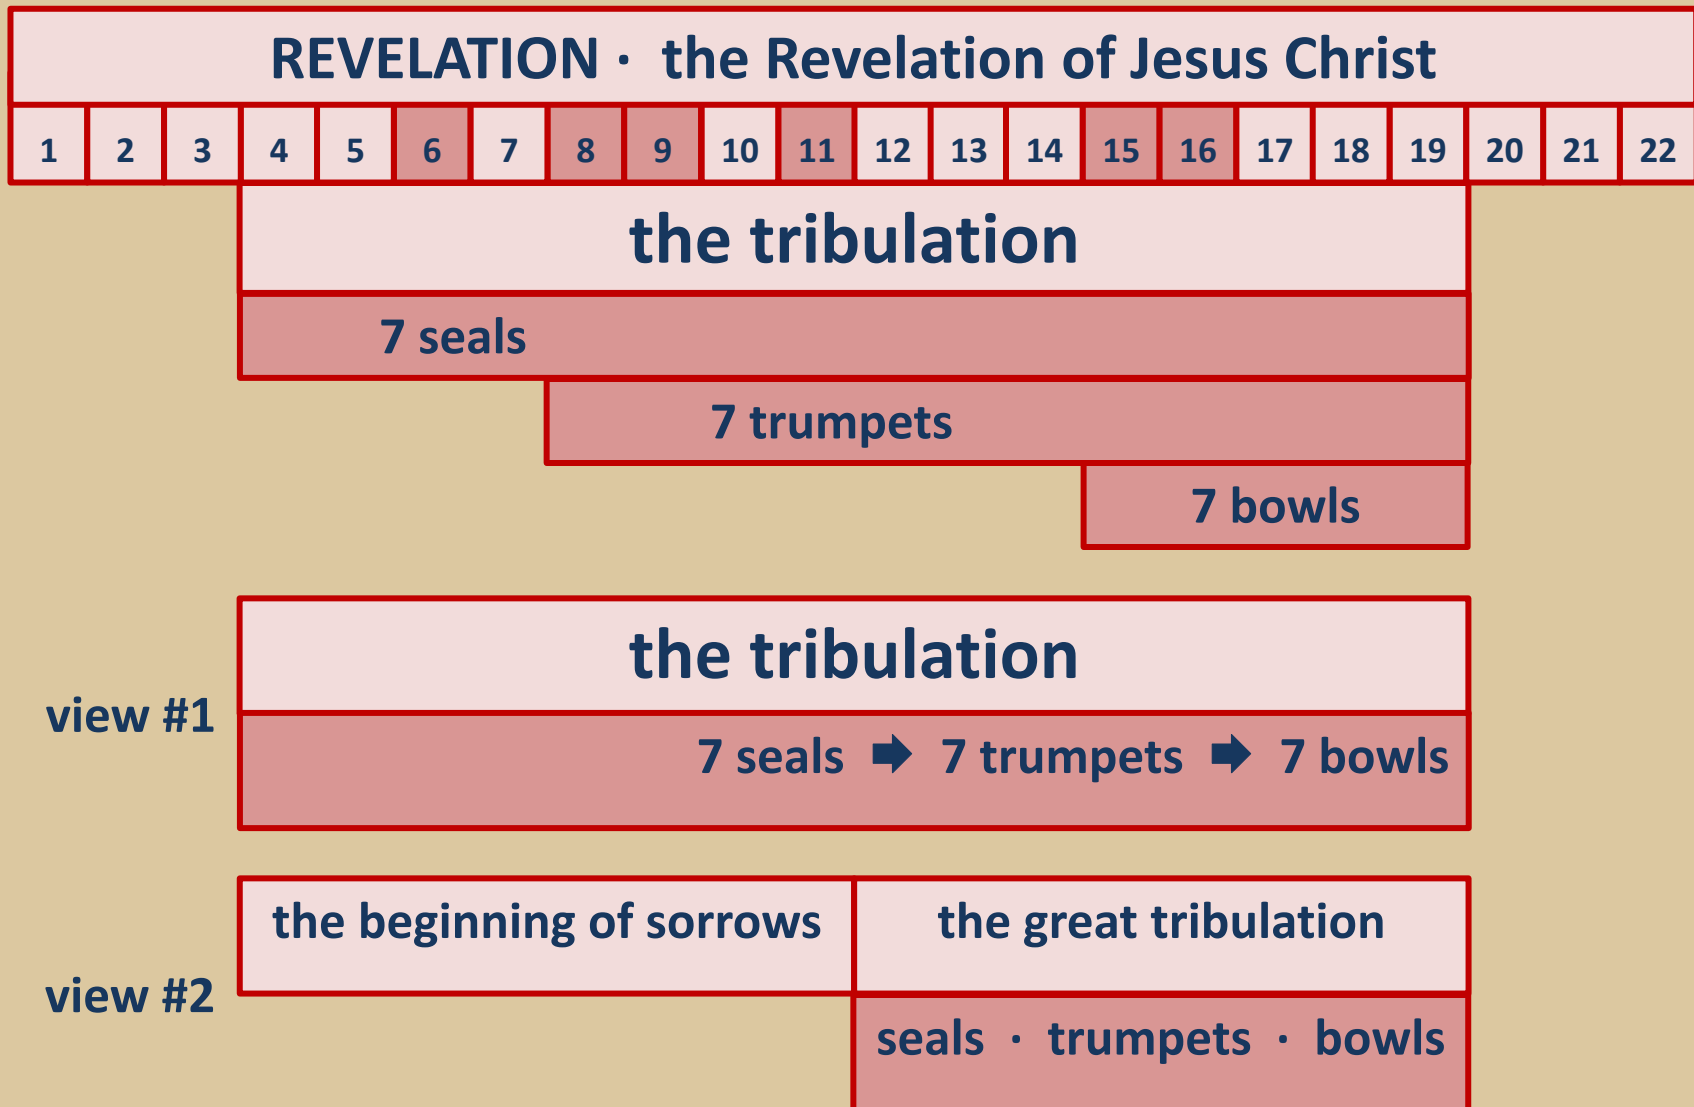 REVELATION · the Revelation of Jesus Christ
1 2 3 4 5 6 7 8 9 10 11 12 13 14 15 16 17 18 19 20 21 22
the tribulation
7 seals
7 trumpets
7 bowls
the tribulation
view #1
7 seals ➡ 7 trumpets ➡ 7 bowls
the beginning of sorrows the great tribulation
view #2
seals · trumpets · bowls